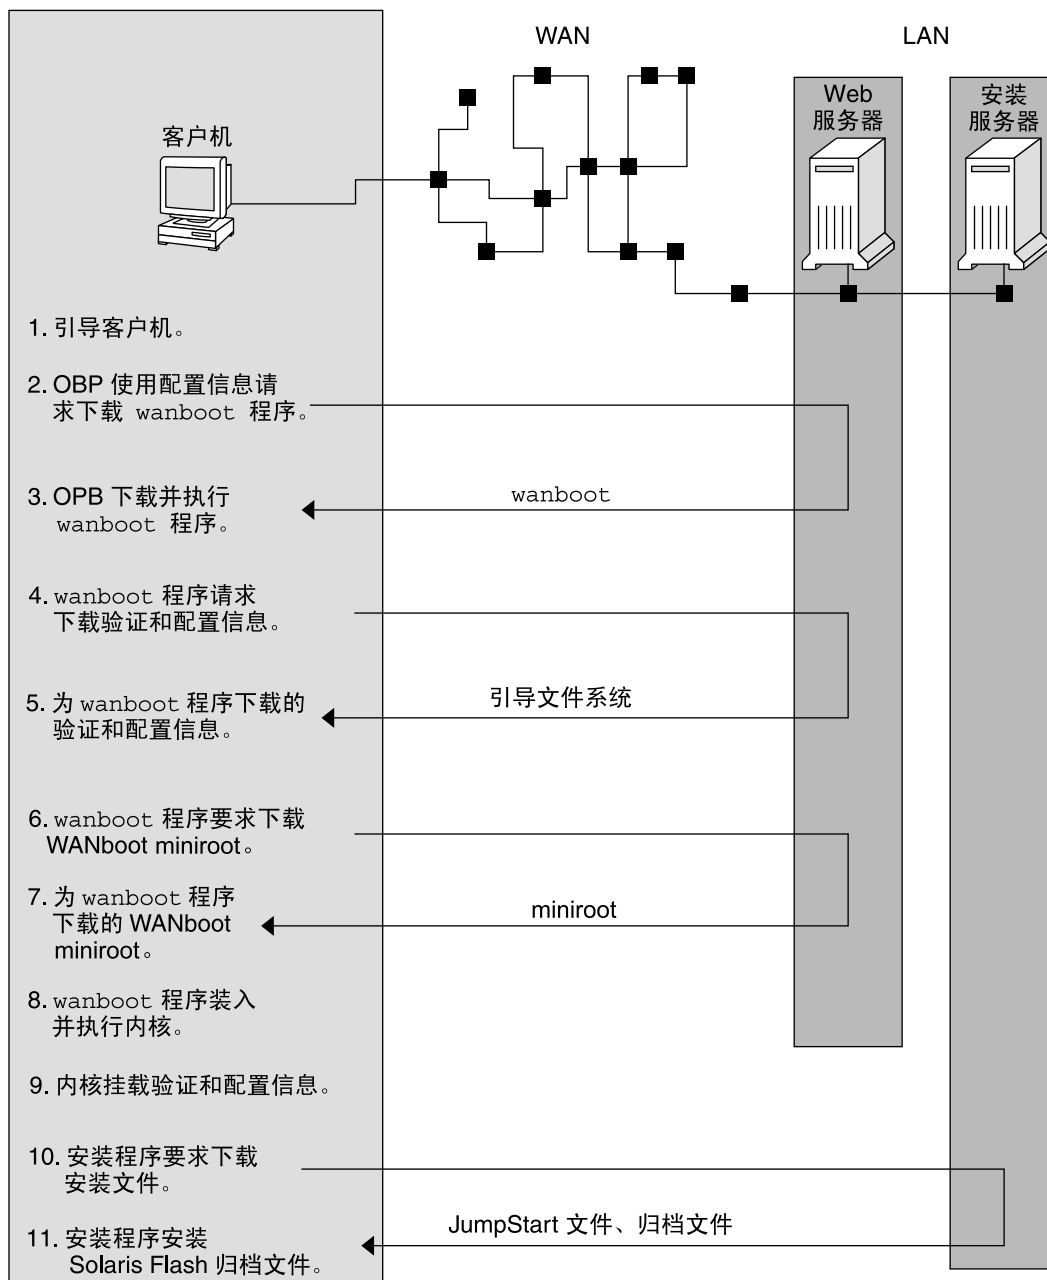 WAN
LAN
Web
服务器
安装
服务器
客户机
1. 引导客户机。
2. OBP 使用配置信息请
求下载 wanboot 程序。
3. OPB 下载并执行
wanboot 程序。
wanboot
4. wanboot 程序请求
下载验证和配置信息。
5. 为 wanboot 程序下载的
验证和配置信息。
引导文件系统
6. wanboot 程序要求下载
WANboot miniroot。
7. 为 wanboot 程序
下载的 WANboot
miniroot。
miniroot
8. wanboot 程序装入
并执行内核。
9. 内核挂载验证和配置信息。
10. 安装程序要求下载
安装文件。
JumpStart 文件、归档文件
11. 安装程序安装
Solaris Flash 归档文件。